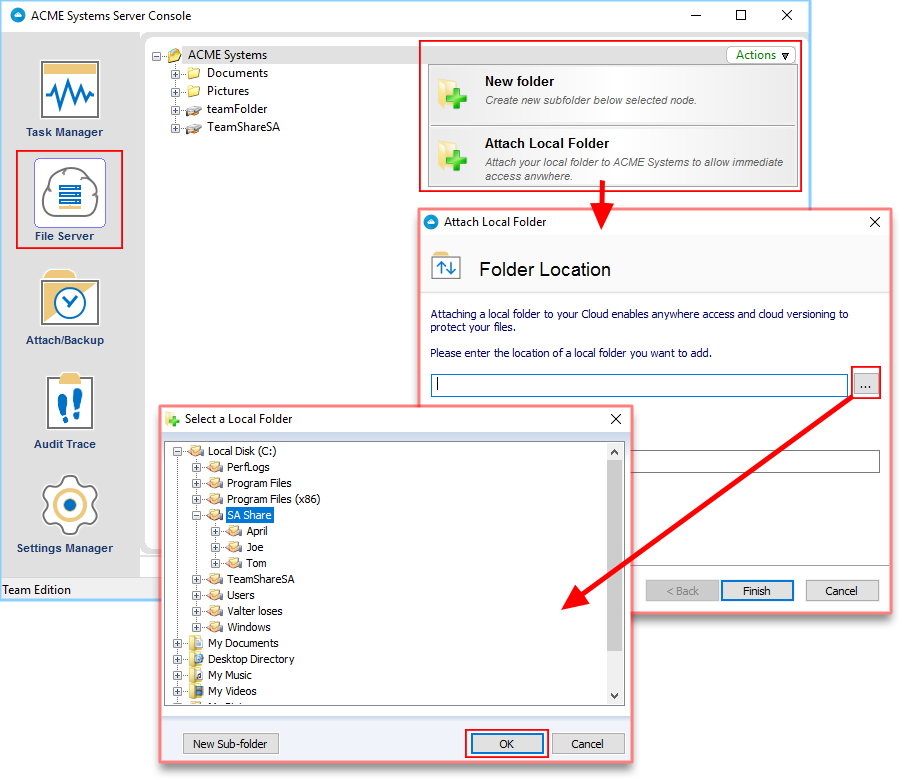 ACME Systems Server Console
Task Manager
File Server
Attach/Backup
Audit Trace
Settings Manager
Team Edition
ACME Systems
Documents
Pictures
teamFolder
TeamShareSA
Actions
New folder
Create new subfolder below selected node.
Attach Local Folder
Attach your local folder to ACME Systems to allow immediate
access anywhere.
Attach Local Folder
Folder Location
Attaching a local folder to your Cloud enables anywhere access and cloud versioning to
protect your files.
Please enter the location of a local folder you want to add.
...
< Back
Finish
Cancel
Select a Local Folder
Local Disk (C:)
PerfLogs
Program Files
Program Files (x86)
SA Share
April
Joe
Tom
TeamShareSA
Users
Valter loses
Windows
My Documents
Desktop Directory
My Music
My Videos
New Sub-folder
OK
Cancel